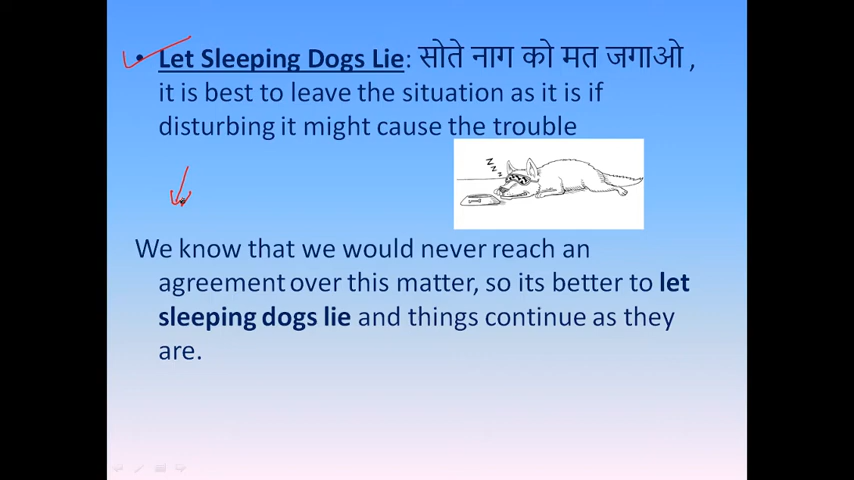 • Let Sleeping Dogs Lie: सोते नाग को मत जगाओ ,
it is best to leave the situation as it is if
disturbing it might cause the trouble
z z z z
We know that we would never reach an
agreement over this matter, so its better to let
sleeping dogs lie and things continue as they
are.